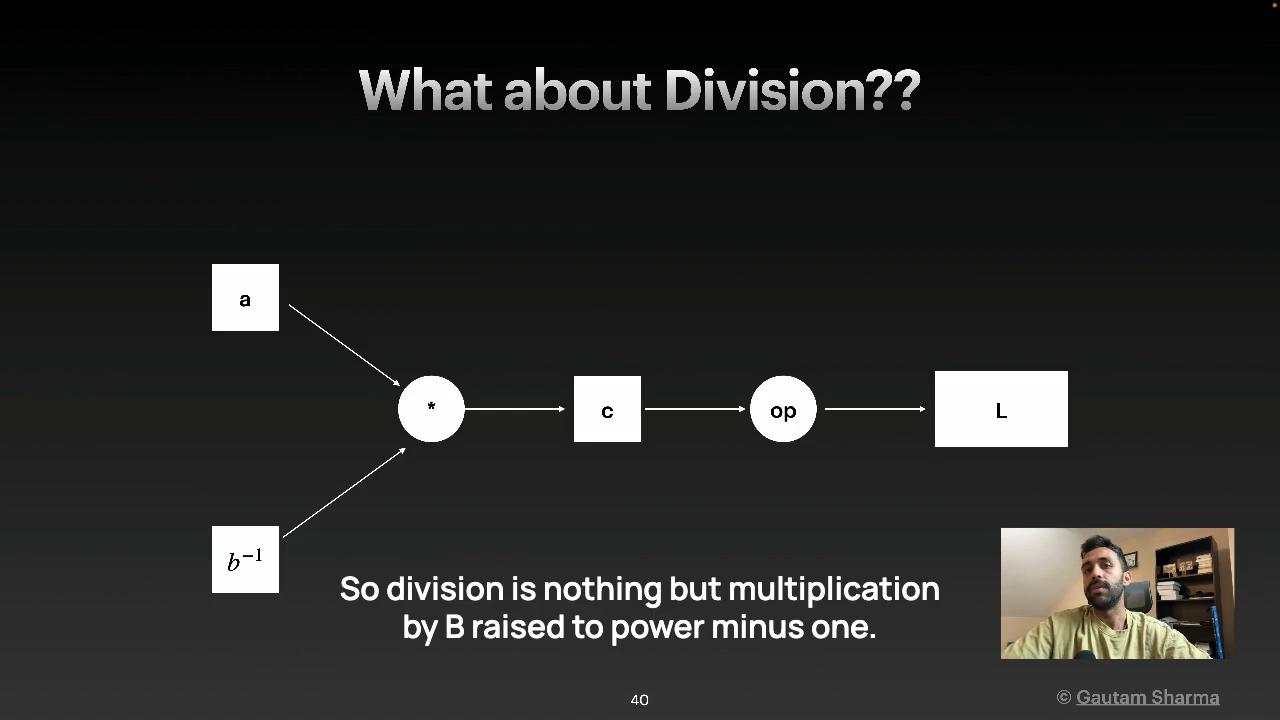 What about Division??
a
*
c
op
L
b⁻¹
So division is nothing but multiplication
by B raised to power minus one.
40
© Gautam Sharma